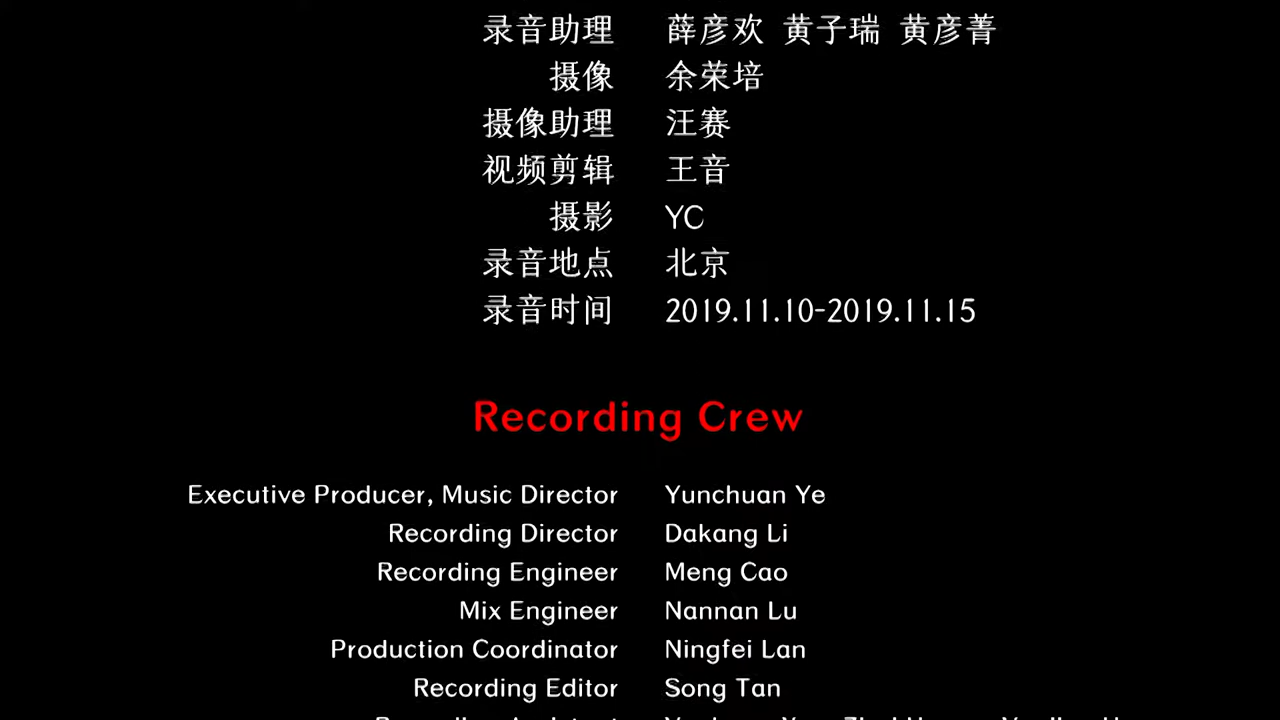 录音助理 薛彦欢 黄子瑞 黄彦菁
摄像 余荣培
摄像助理 汪赛
视频剪辑 王音
摄影 YC
录音地点 北京
录音时间 2019.11.10-2019.11.15
Recording Crew
Executive Producer, Music Director Yunchuan Ye
Recording Director Dakang Li
Recording Engineer Meng Cao
Mix Engineer Nannan Lu
Production Coordinator Ningfei Lan
Recording Editor Song Tan